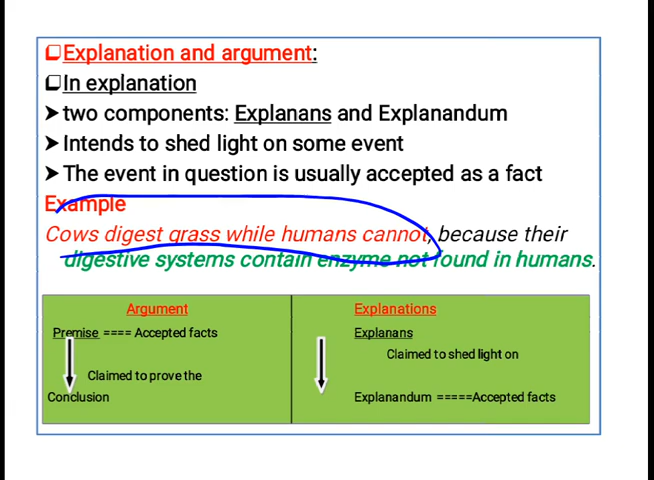 ❑Explanation and argument:
❑In explanation
➤two components: Explanans and Explanandum
➤Intends to shed light on some event
➤The event in question is usually accepted as a fact
Example
Cows digest grass while humans cannot, because their
digestive systems contain enzyme not found in humans.
Argument
Premise ==== Accepted facts
Claimed to prove the
Conclusion
Explanations
Explanans
Claimed to shed light on
Explanandum =====Accepted facts